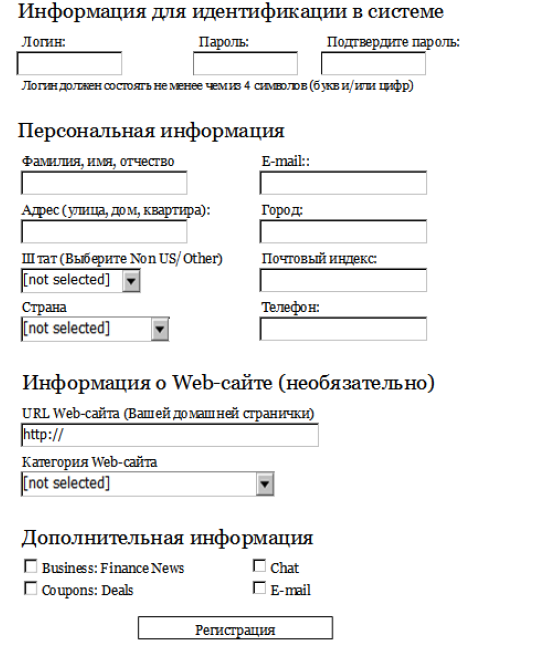 Информация для идентификации в системе
Логин: Пароль: Подтвердите пароль:
Логин должен состоять не менее чем из 4 символов (букв и/или цифр)
Персональная информация
Фамилия, имя, отчество E-mail::
Адрес (улица, дом, квартира): Город:
Штат (Выберите Non US/Other) Почтовый индекс:
[not selected]
Страна Телефон:
[not selected]
Информация о Web-сайте (необязательно)
URL Web-сайта (Вашей домашней странички)
http://
Категория Web-сайта
[not selected]
Дополнительная информация
Business: Finance News Chat
Coupons: Deals E-mail
Регистрация